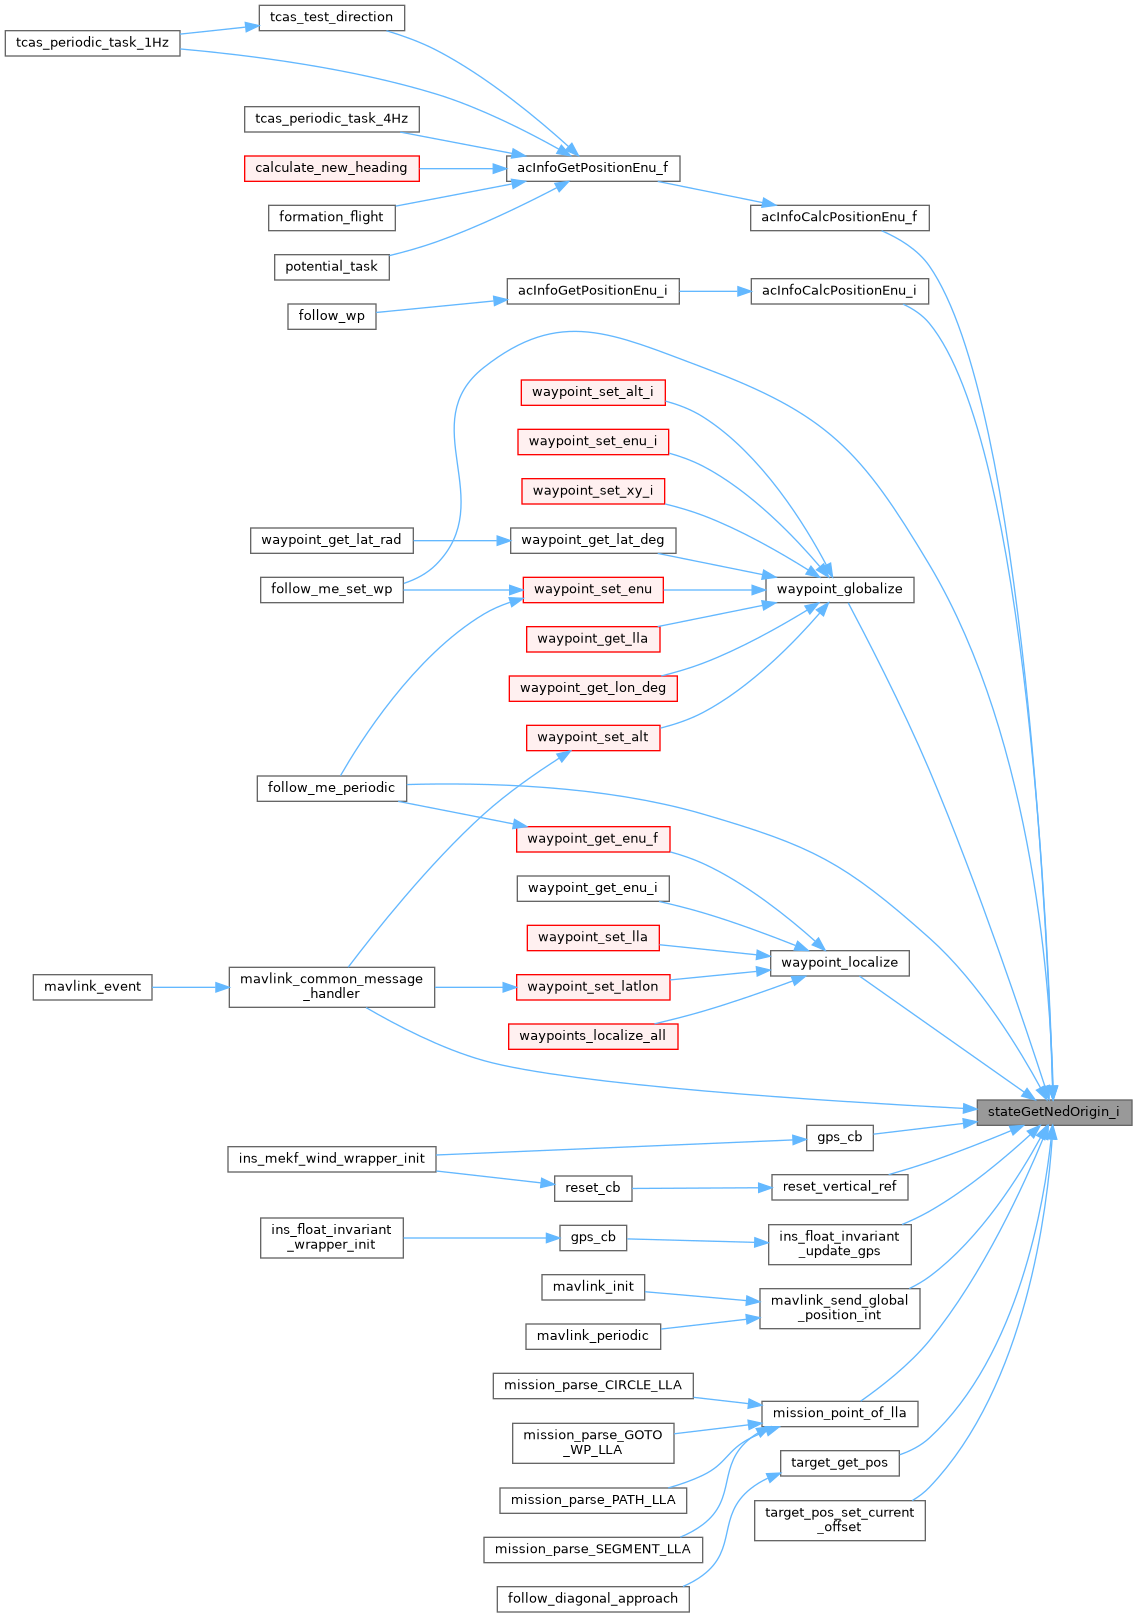 tcas_test_direction
tcas_periodic_task_1Hz
tcas_periodic_task_4Hz
acInfoGetPositionEnu_f
calculate_new_heading
formation_flight
acInfoCalcPositionEnu_f
potential_task
acInfoGetPositionEnu_i
acInfoCalcPositionEnu_i
follow_wp
waypoint_set_alt_i
waypoint_set_enu_i
waypoint_set_xy_i
waypoint_get_lat_rad
waypoint_get_lat_deg
follow_me_set_wp
waypoint_set_enu
waypoint_globalize
waypoint_get_lla
waypoint_get_lon_deg
waypoint_set_alt
follow_me_periodic
waypoint_get_enu_f
waypoint_get_enu_i
waypoint_set_lla
waypoint_localize
mavlink_event
mavlink_common_message
_handler
waypoint_set_latlon
waypoints_localize_all
stateGetNedOrigin_i
gps_cb
ins_mekf_wind_wrapper_init
reset_cb
reset_vertical_ref
ins_float_invariant
_wrapper_init
gps_cb
ins_float_invariant
_update_gps
mavlink_init
mavlink_send_global
_position_int
mavlink_periodic
mission_parse_CIRCLE_LLA
mission_point_of_lla
mission_parse_GOTO
_WP_LLA
target_get_pos
mission_parse_PATH_LLA
target_pos_set_current
_offset
mission_parse_SEGMENT_LLA
follow_diagonal_approach